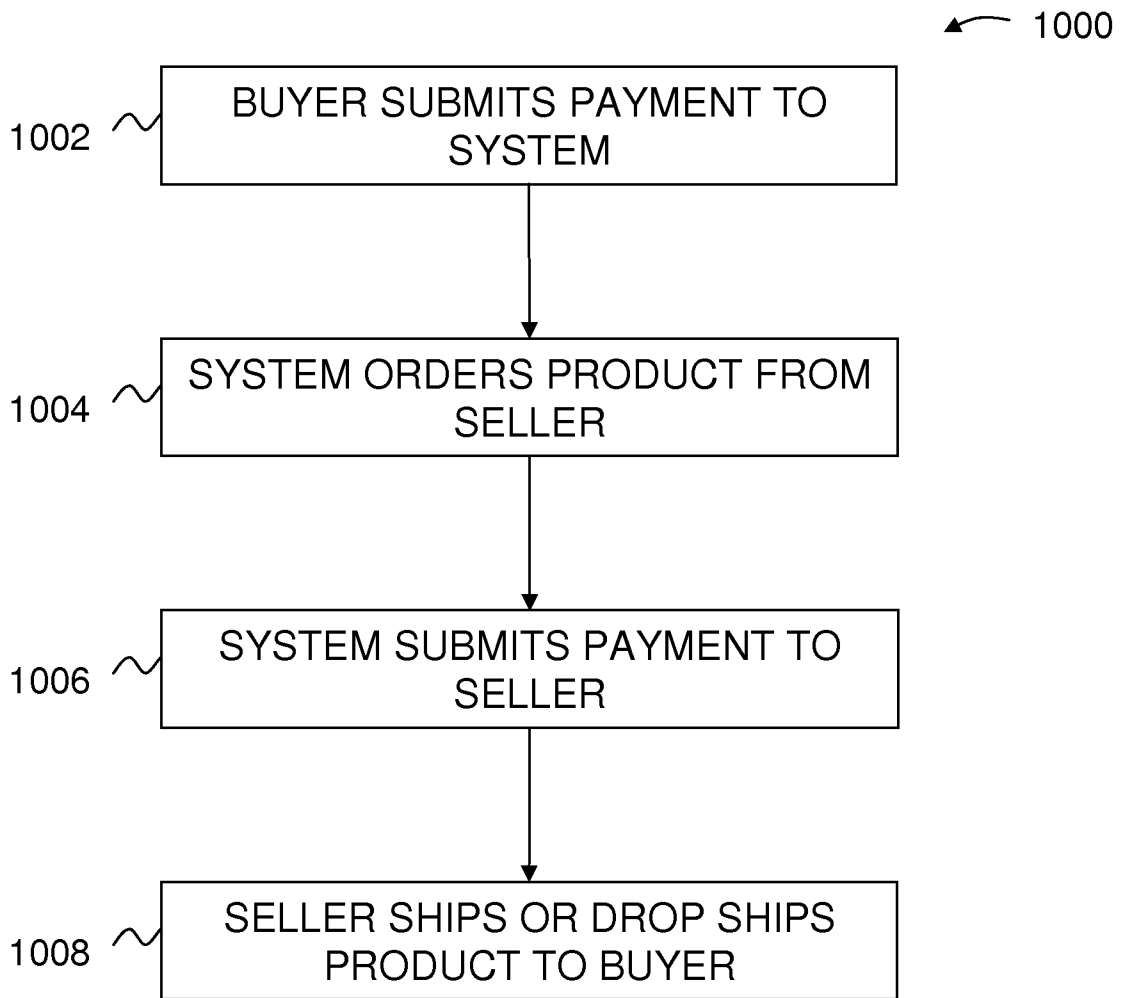 1000
BUYER SUBMITS PAYMENT TO
SYSTEM
1002
SYSTEM ORDERS PRODUCT FROM
SELLER
1004
SYSTEM SUBMITS PAYMENT TO
SELLER
1006
SELLER SHIPS OR DROP SHIPS
PRODUCT TO BUYER
1008